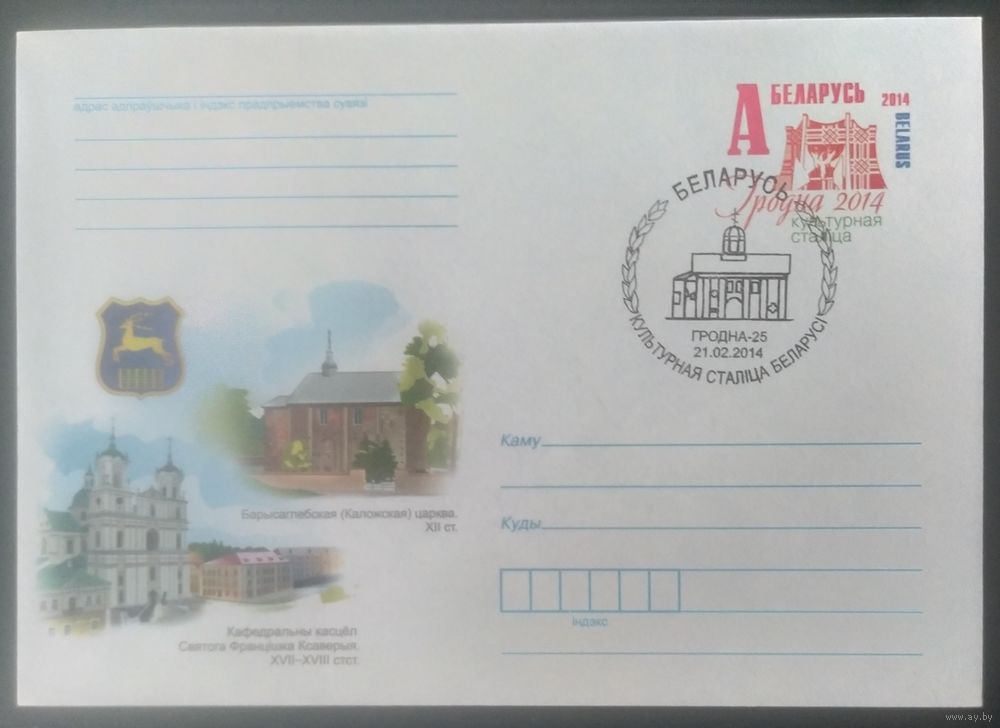 адрас адпраўшчыка і індэкс прадпрыемства сувязі
А БЕЛАРУСЬ 2014
BELARUS
Гродна 2014
культурная
сталіца
БЕЛАРУСЬ
ГРОДНА-25
21.02.2014
КУЛЬТУРНАЯ СТАЛІЦА БЕЛАРУСІ
Барысаглебская (Каложская) царква.
XII ст.
Кафедральны касцёл
Святога Францішка Ксаверыя.
XVII–XVIII стст.
Каму
Куды
індэкс
www.ay.by